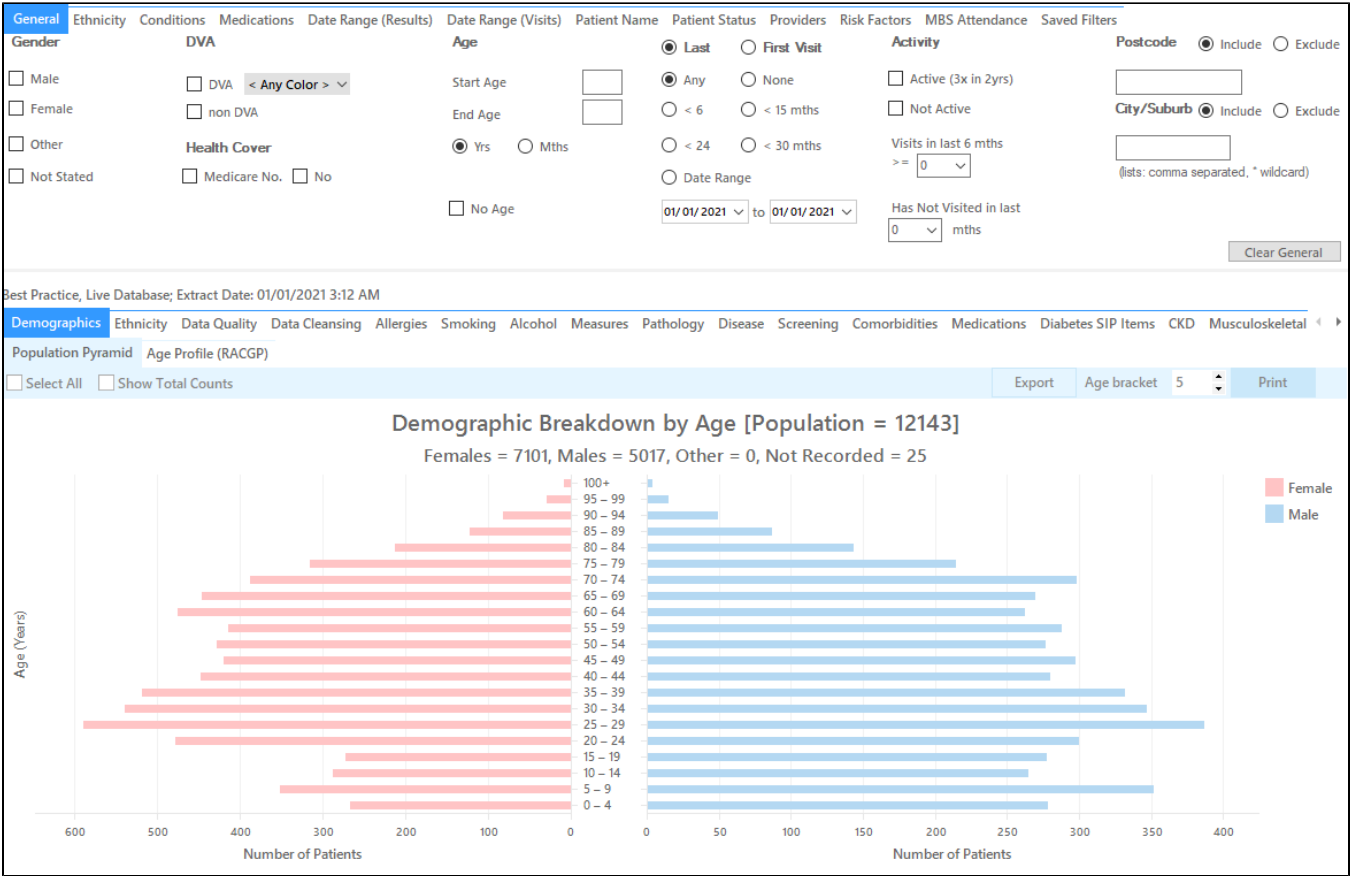 General Ethnicity Conditions Medications Date Range (Results) Date Range (Visits) Patient Name Patient Status Providers Risk Factors MBS Attendance Saved Filters
Gender DVA Age Last First Visit Activity Postcode Include Exclude
Male DVA < Any Color > Start Age Any None Active (3x in 2yrs)
Female non DVA End Age < 6 < 15 mths Not Active City/Suburb Include Exclude
Other Health Cover Yrs Mths < 24 < 30 mths Visits in last 6 mths
>= 0
Not Stated Medicare No. No Date Range (lists: comma separated, * wildcard)
No Age 01/01/2021 to 01/01/2021 Has Not Visited in last
0 mths
Clear General
Best Practice, Live Database; Extract Date: 01/01/2021 3:12 AM
Demographics Ethnicity Data Quality Data Cleansing Allergies Smoking Alcohol Measures Pathology Disease Screening Comorbidities Medications Diabetes SIP Items CKD Musculoskeletal
Population Pyramid Age Profile (RACGP)
Select All Show Total Counts Export Age bracket 5 Print
Demographic Breakdown by Age [Population = 12143]
Females = 7101, Males = 5017, Other = 0, Not Recorded = 25
Female
Male
Age (Years)
100+
95 – 99
90 – 94
85 – 89
80 – 84
75 – 79
70 – 74
65 – 69
60 – 64
55 – 59
50 – 54
45 – 49
40 – 44
35 – 39
30 – 34
25 – 29
20 – 24
15 – 19
10 – 14
5 – 9
0 – 4
600 500 400 300 200 100 0 0 50 100 150 200 250 300 350 400
Number of Patients Number of Patients